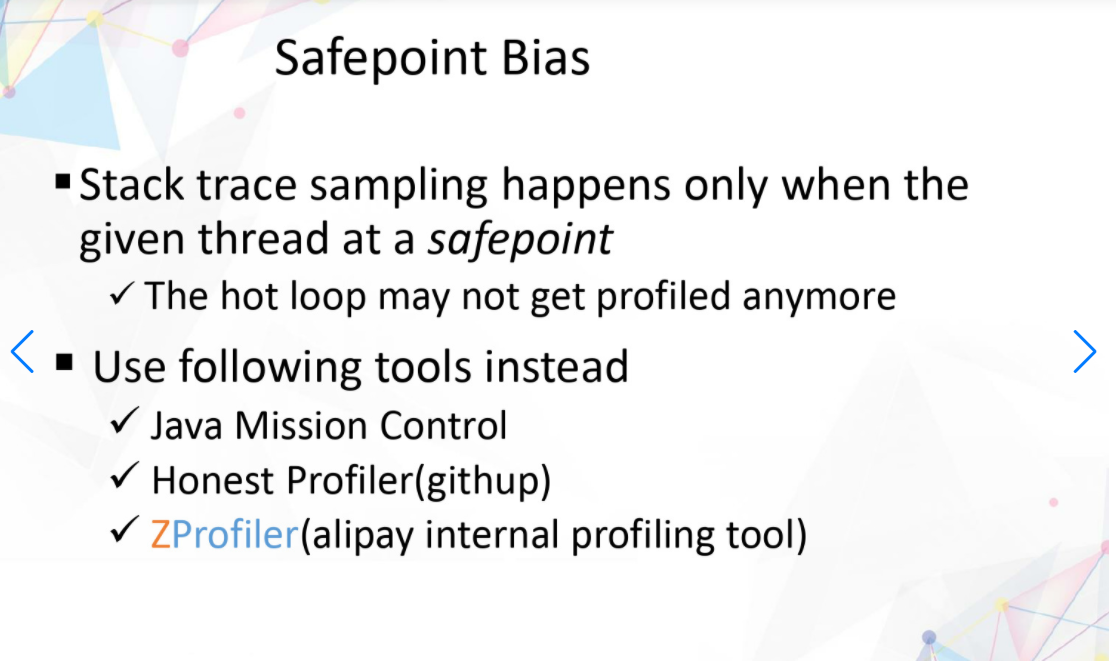 Safepoint Bias
▪Stack trace sampling happens only when the
given thread at a safepoint
✓ The hot loop may not get profiled anymore
▪ Use following tools instead
✓ Java Mission Control
✓ Honest Profiler(githup)
✓ ZProfiler(alipay internal profiling tool)